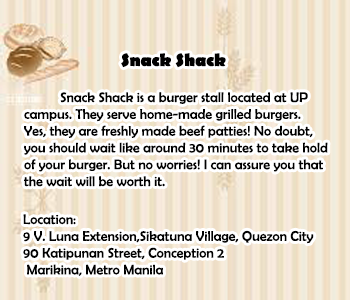 Snack Shack
Snack Shack is a burger stall located at UP
campus. They serve home-made grilled burgers.
Yes, they are freshly made beef patties! No doubt,
you should wait like around 30 minutes to take hold
of your burger. But no worries! I can assure you that
the wait will be worth it.
Location:
9 V. Luna Extension,Sikatuna Village, Quezon City
90 Katipunan Street, Conception 2
Marikina, Metro Manila